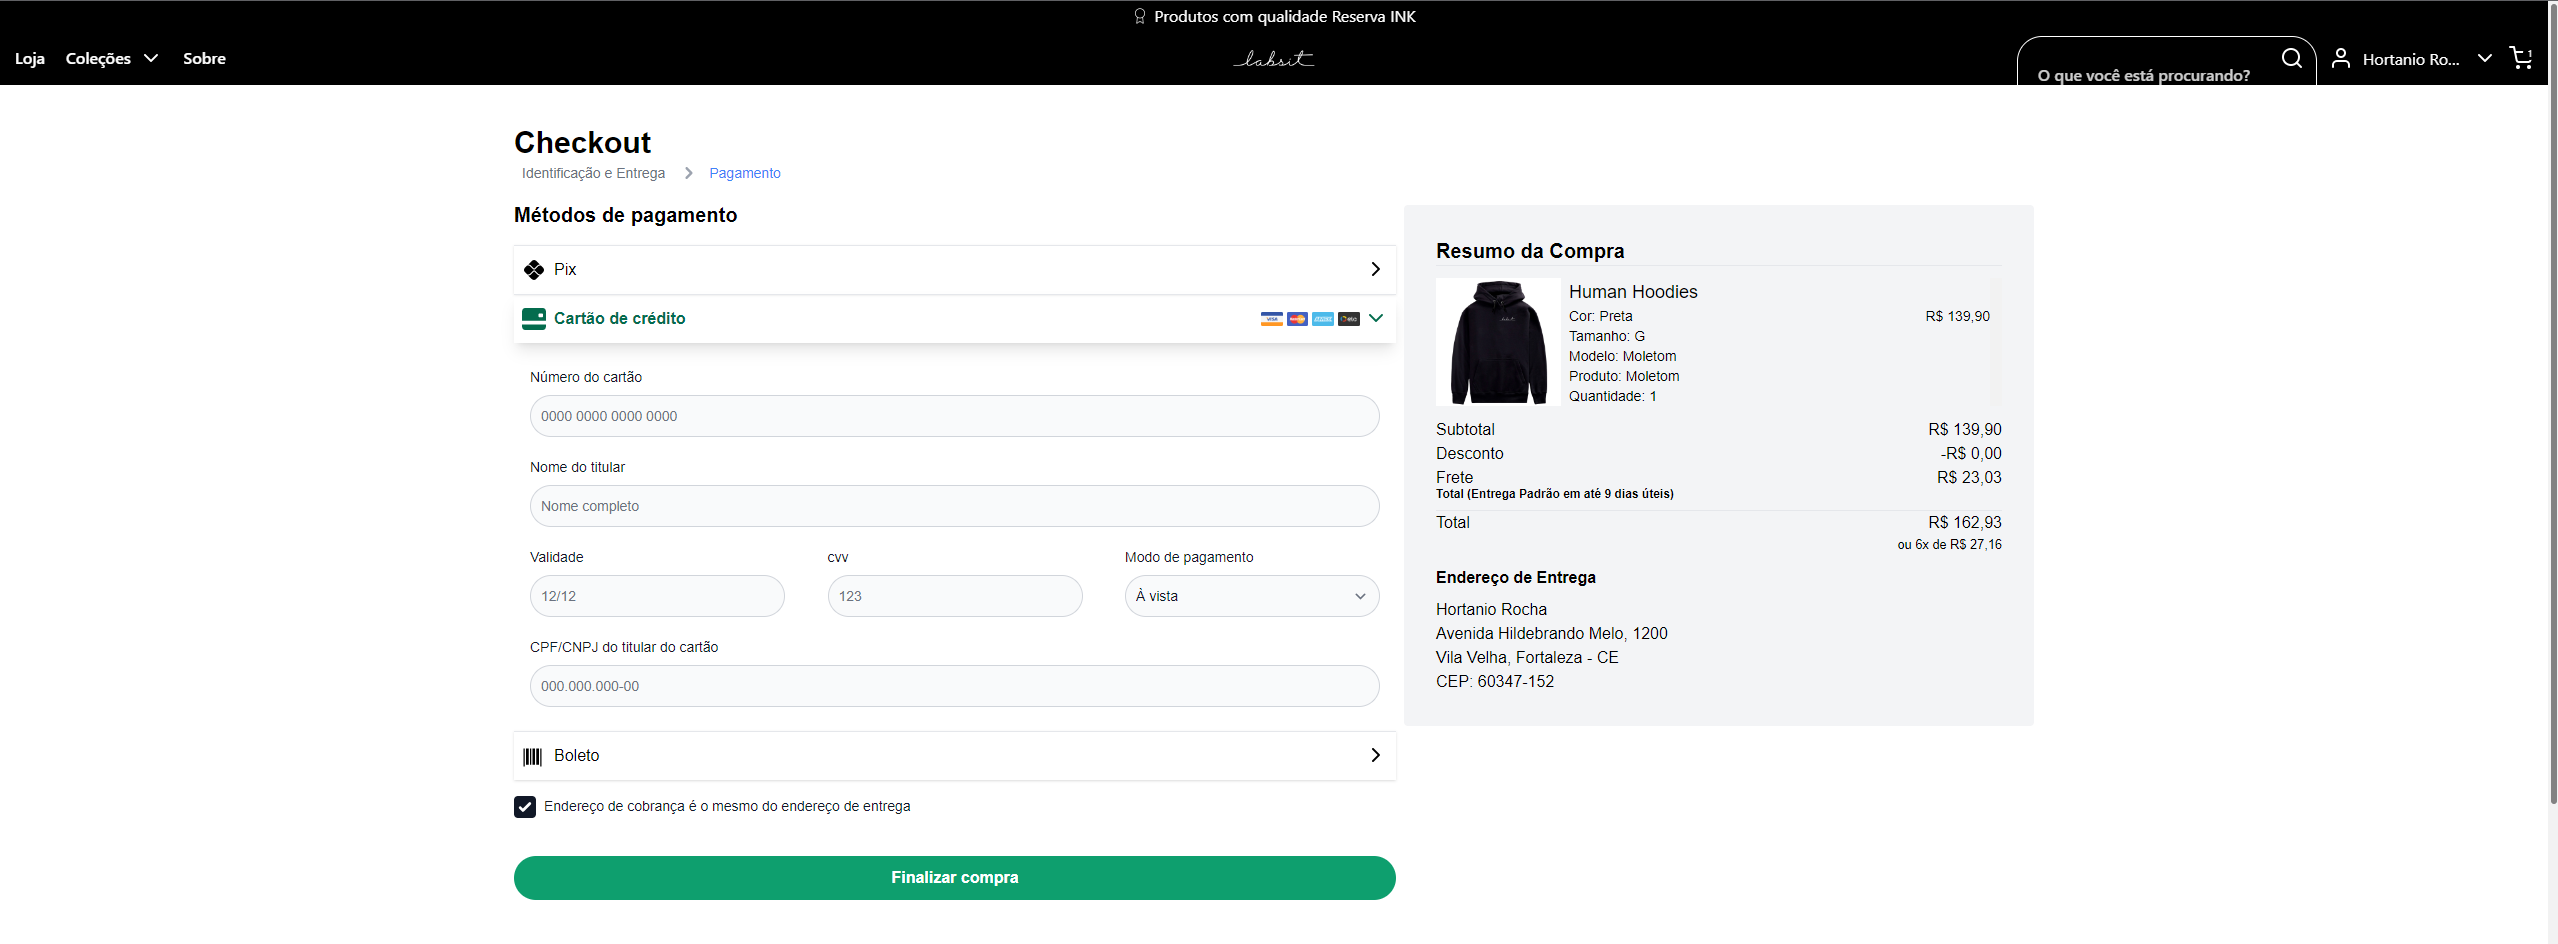 Produtos com qualidade Reserva INK
Loja
Coleções
Sobre
labsit
O que você está procurando?
Hortanio Ro...
1
Checkout
Identificação e Entrega
Pagamento
Métodos de pagamento
Pix
Cartão de crédito
VISA
elo
Número do cartão
0000 0000 0000 0000
Nome do titular
Nome completo
Validade
12/12
cvv
123
Modo de pagamento
À vista
CPF/CNPJ do titular do cartão
000.000.000-00
Boleto
Endereço de cobrança é o mesmo do endereço de entrega
Finalizar compra
Resumo da Compra
Human Hoodies
Cor: Preta
R$ 139,90
Tamanho: G
Modelo: Moletom
Produto: Moletom
Quantidade: 1
Subtotal R$ 139,90
Desconto -R$ 0,00
Frete R$ 23,03
Total (Entrega Padrão em até 9 dias úteis)
Total R$ 162,93
ou 6x de R$ 27,16
Endereço de Entrega
Hortanio Rocha
Avenida Hildebrando Melo, 1200
Vila Velha, Fortaleza - CE
CEP: 60347-152